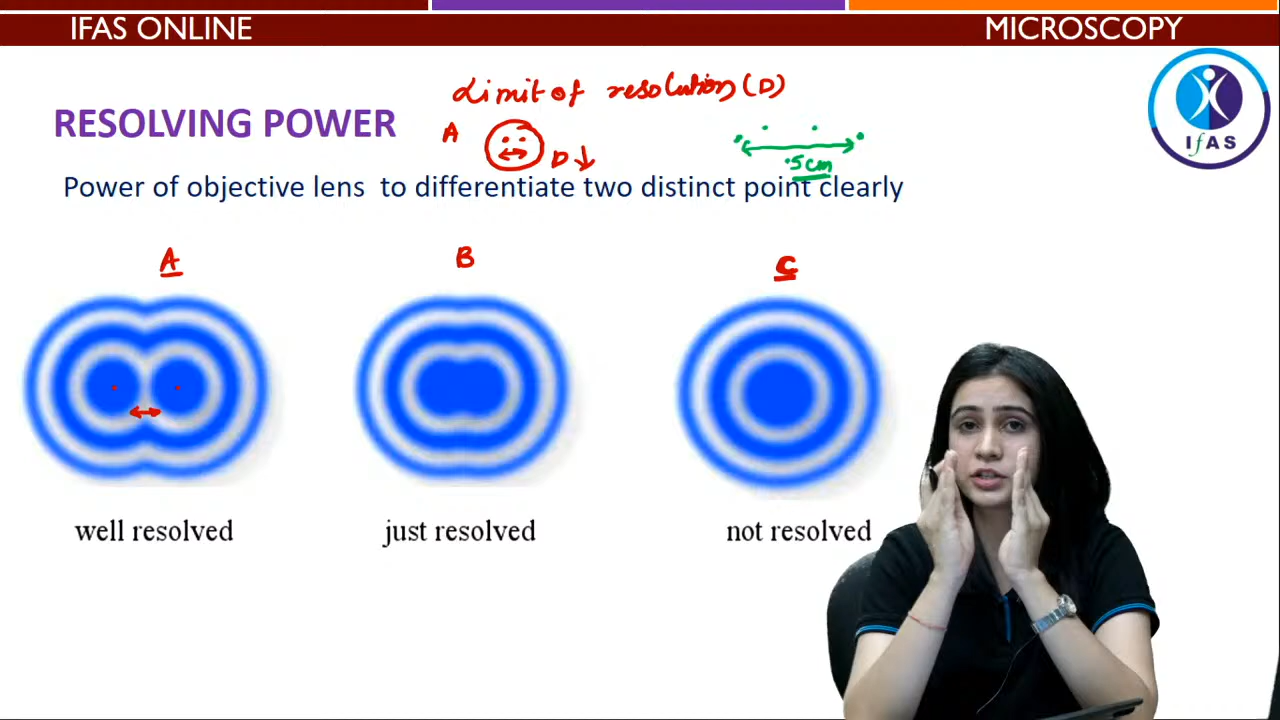 IFAS ONLINE
MICROSCOPY
Limit of resolution (D)
RESOLVING POWER
A
D↓
.5cm
IfAS
Power of objective lens to differentiate two distinct point clearly
A
B
C
well resolved
just resolved
not resolved